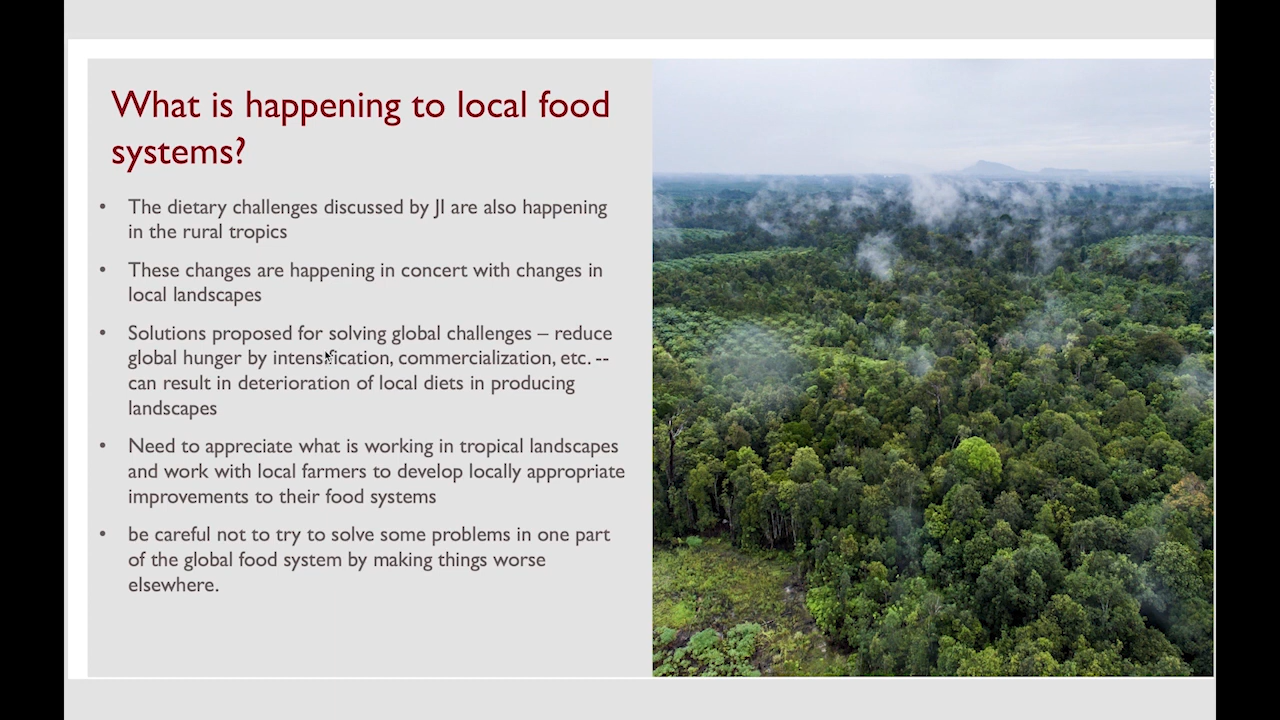 What is happening to local food
systems?
• The dietary challenges discussed by JI are also happening
in the rural tropics
• These changes are happening in concert with changes in
local landscapes
• Solutions proposed for solving global challenges – reduce
global hunger by intensification, commercialization, etc. --
can result in deterioration of local diets in producing
landscapes
• Need to appreciate what is working in tropical landscapes
and work with local farmers to develop locally appropriate
improvements to their food systems
• be careful not to try to solve some problems in one part
of the global food system by making things worse
elsewhere.